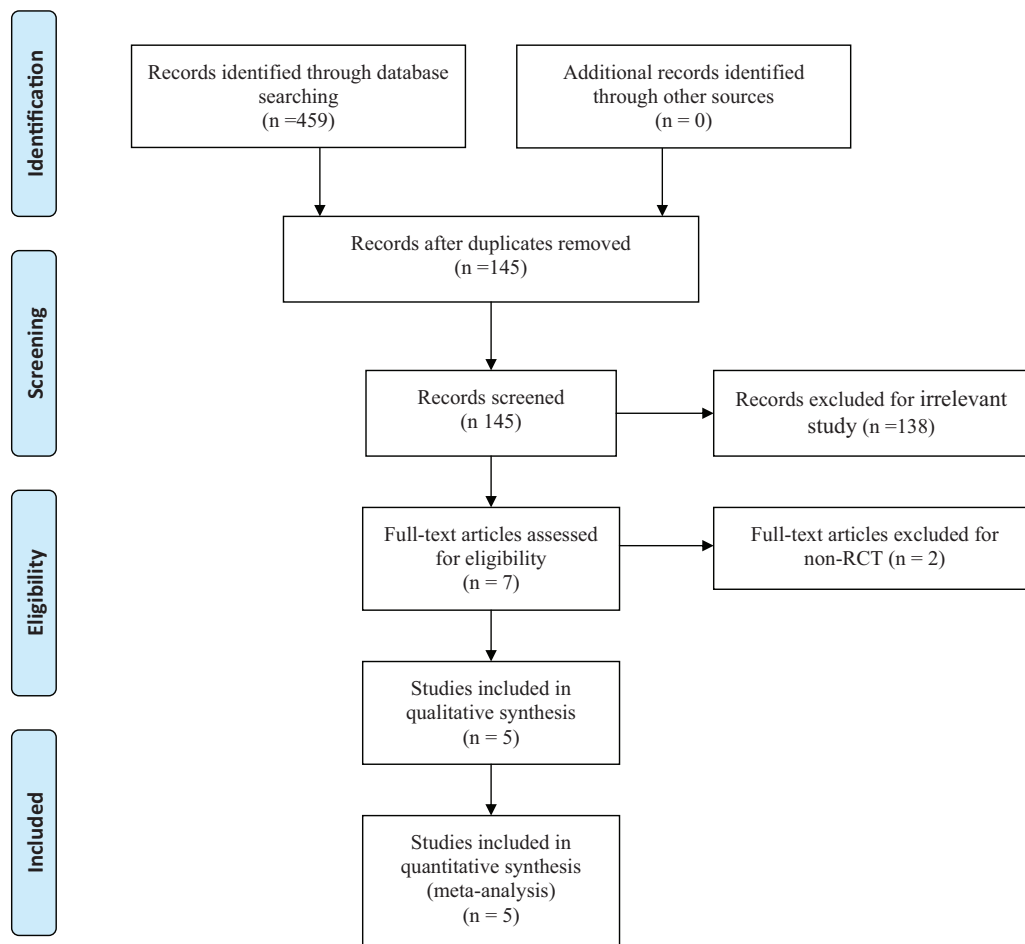 Identification
Records identified through database
searching
(n =459)
Additional records identified
through other sources
(n = 0)
Records after duplicates removed
(n =145)
Screening
Records screened
(n 145)
Records excluded for irrelevant
study (n =138)
Eligibility
Full-text articles assessed
for eligibility
(n = 7)
Full-text articles excluded for
non-RCT (n = 2)
Studies included in
qualitative synthesis
(n = 5)
Included
Studies included in
quantitative synthesis
(meta-analysis)
(n = 5)